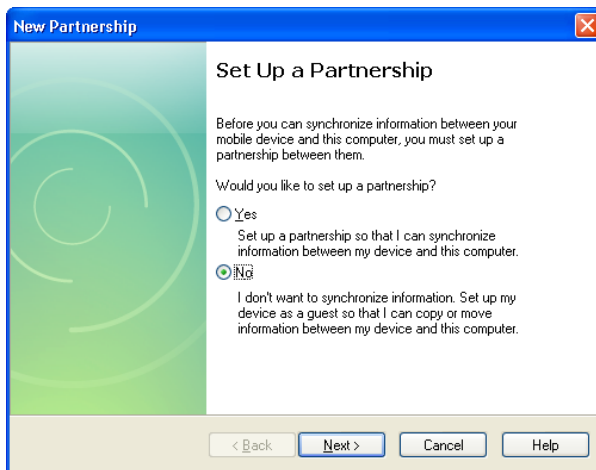 New Partnership
Set Up a Partnership
Before you can synchronize information between your
mobile device and this computer, you must set up a
partnership between them.
Would you like to set up a partnership?
Yes
Set up a partnership so that I can synchronize
information between my device and this computer.
No
I don't want to synchronize information. Set up my
device as a guest so that I can copy or move
information between my device and this computer.
< Back Next > Cancel Help